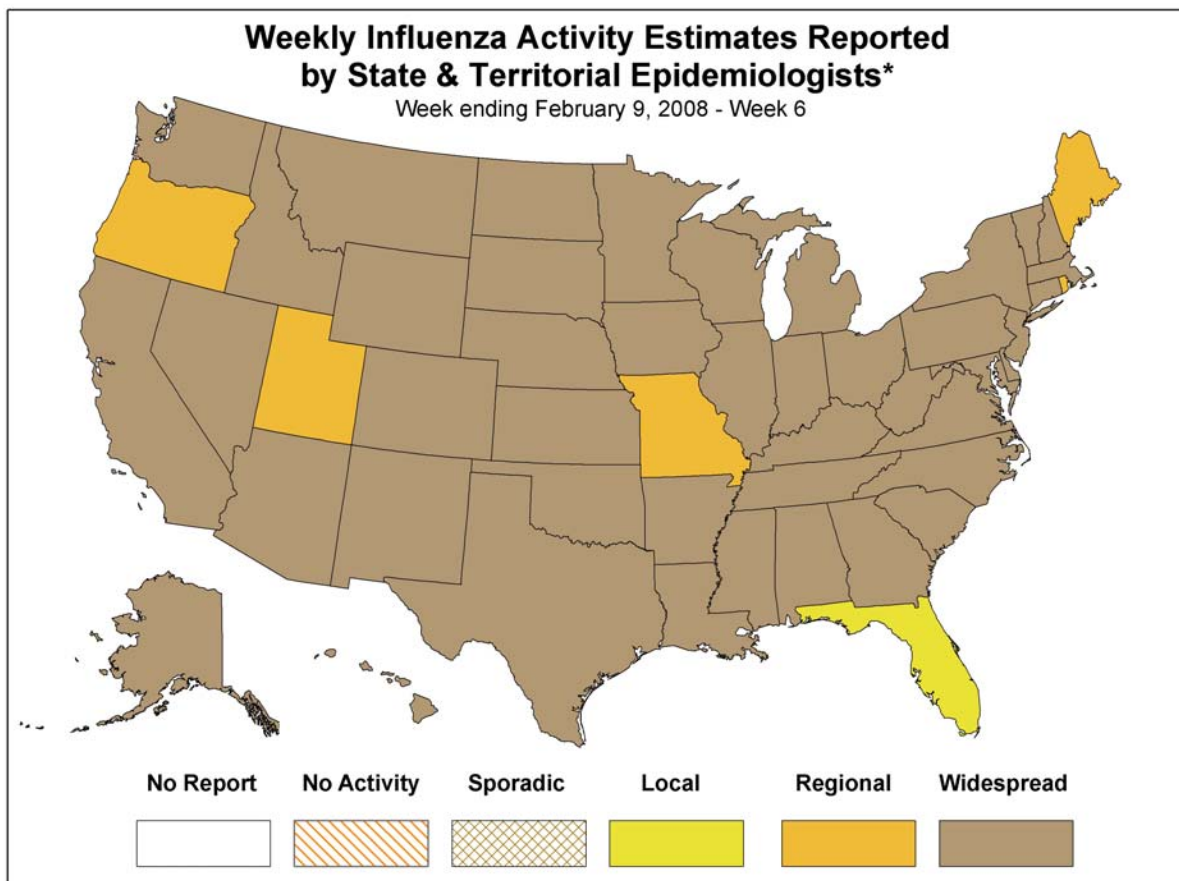 Weekly Influenza Activity Estimates Reported
by State & Territorial Epidemiologists*
Week ending February 9, 2008 - Week 6
No Report No Activity Sporadic Local Regional Widespread